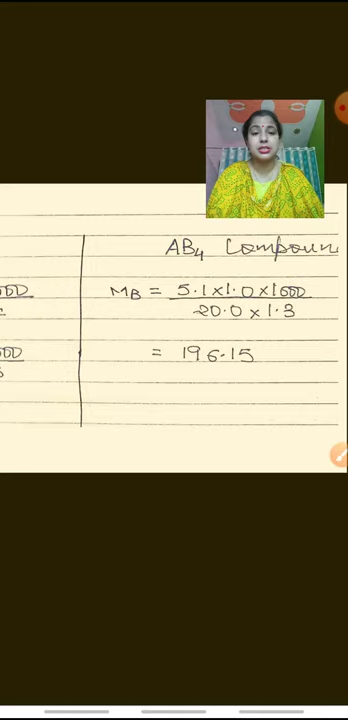 AB4 Compoun
MB = 5.1×1.0×1000
20.0×1.3
= 196.15